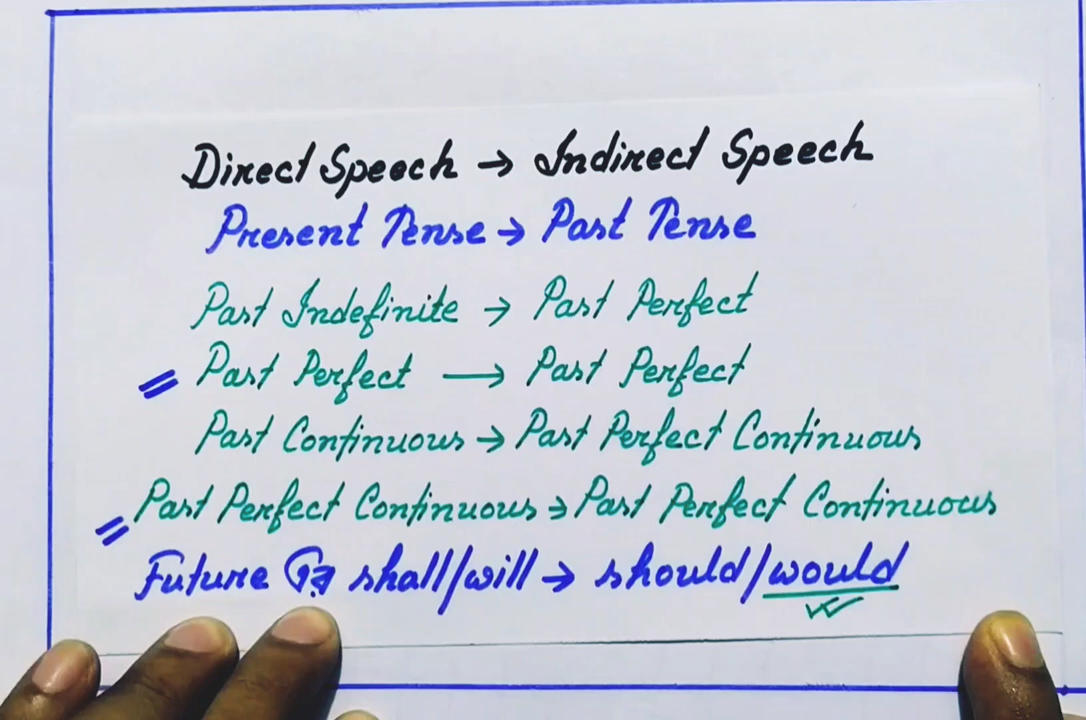 Direct Speech → Indirect Speech
Present Tense → Past Tense
Past Indefinite → Past Perfect
Past Perfect → Past Perfect
Past Continuous → Past Perfect Continuous
Past Perfect Continuous → Past Perfect Continuous
Future shall/will → should/would